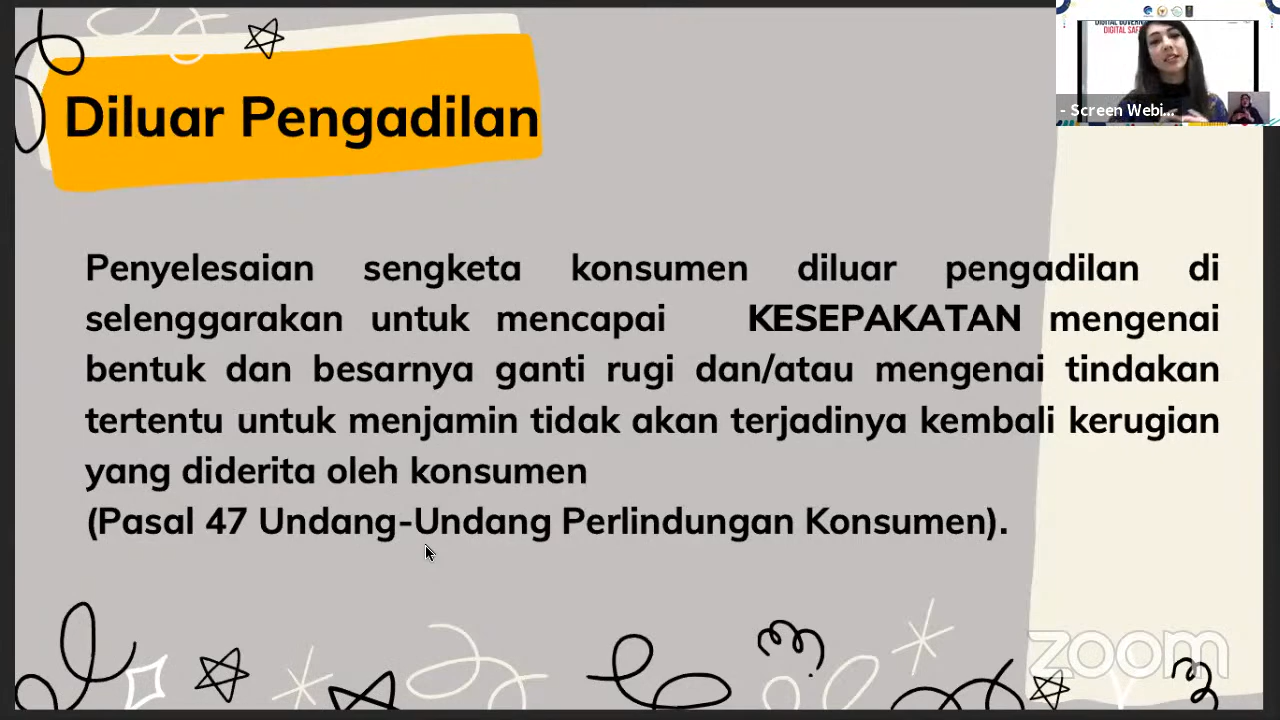 DIGITAL SAF
- Screen Webi...
Diluar Pengadilan
Penyelesaian sengketa konsumen diluar pengadilan di
selenggarakan untuk mencapai KESEPAKATAN mengenai
bentuk dan besarnya ganti rugi dan/atau mengenai tindakan
tertentu untuk menjamin tidak akan terjadinya kembali kerugian
yang diderita oleh konsumen
(Pasal 47 Undang-Undang Perlindungan Konsumen).
zoom